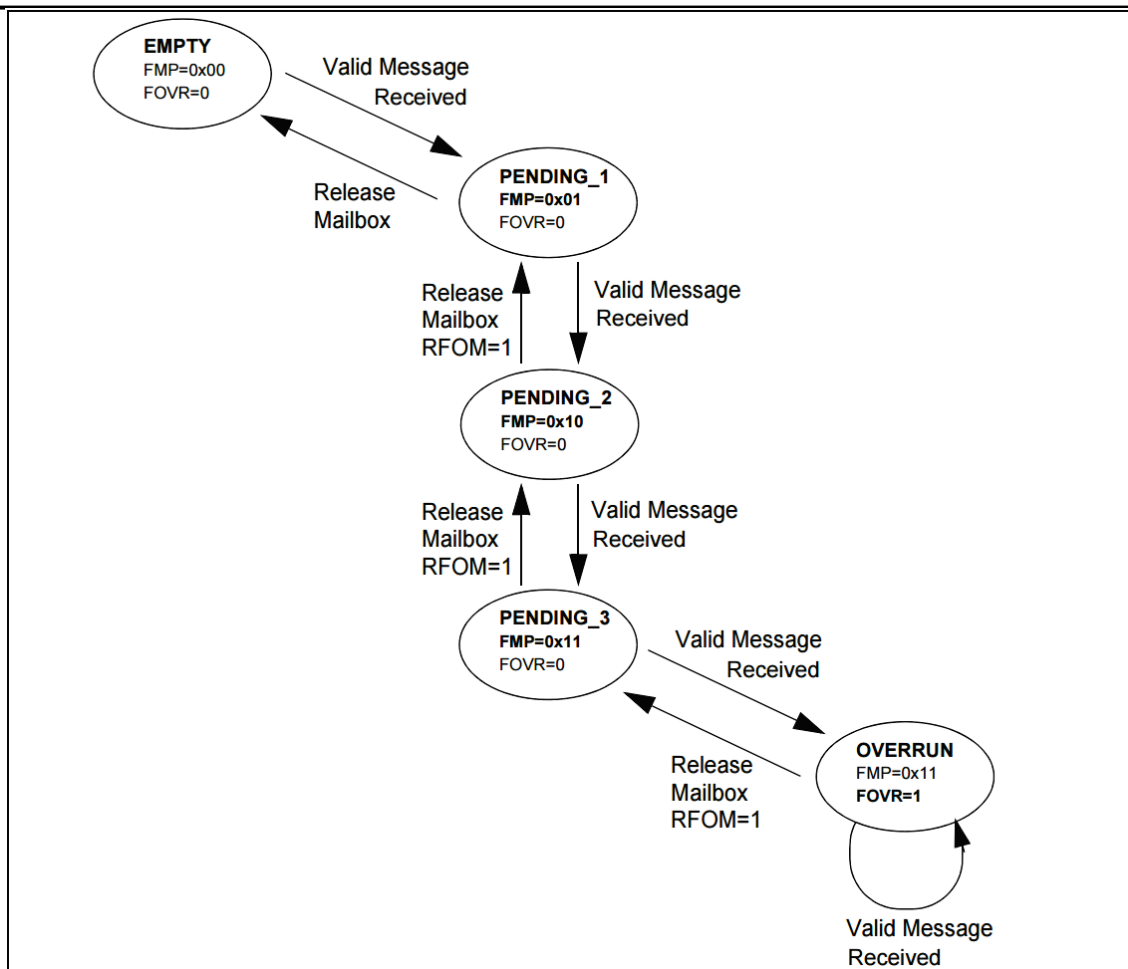 EMPTY
FMP=0x00
FOVR=0
Valid Message
Received
Release
Mailbox
PENDING_1
FMP=0x01
FOVR=0
Release
Mailbox
RFOM=1
Valid Message
Received
PENDING_2
FMP=0x10
FOVR=0
Release
Mailbox
RFOM=1
Valid Message
Received
PENDING_3
FMP=0x11
FOVR=0
Valid Message
Received
Release
Mailbox
RFOM=1
OVERRUN
FMP=0x11
FOVR=1
Valid Message
Received